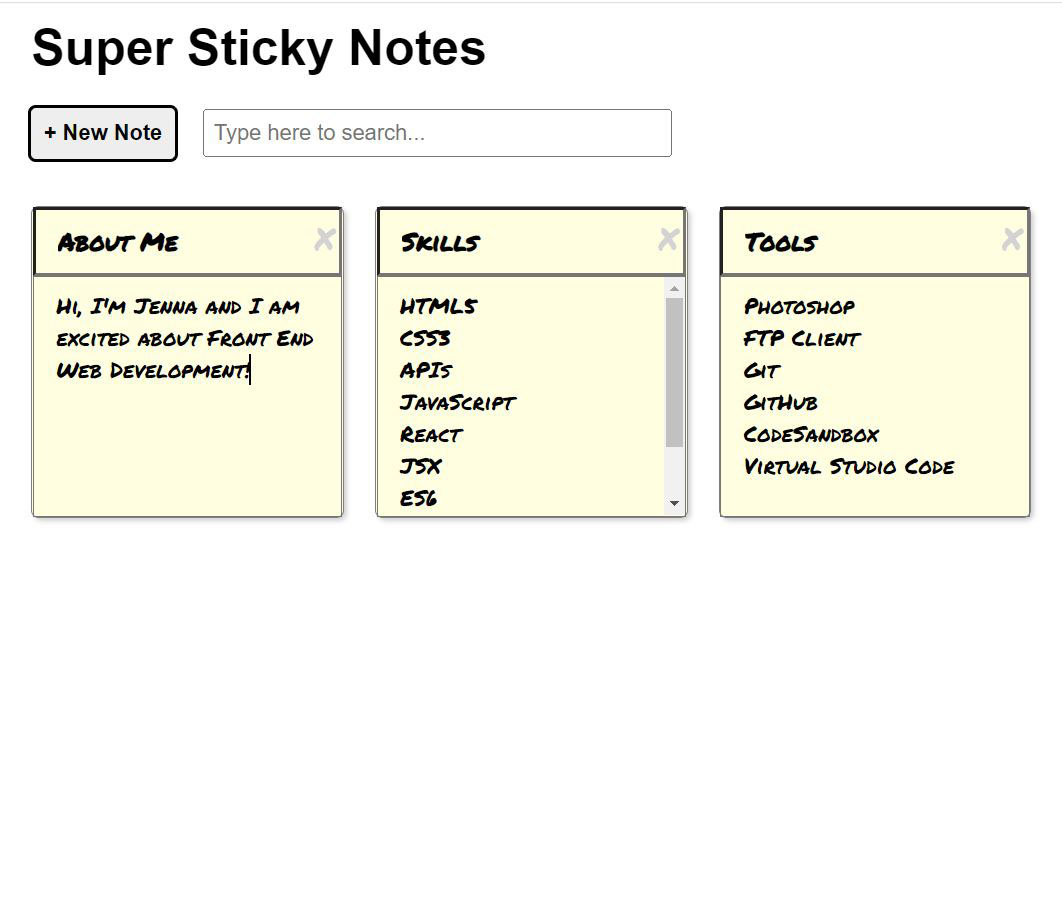 Super Sticky Notes
+ New Note
Type here to search...
About Me
Hi, I'm Jenna and I am
excited about Front End
Web Development!
Skills
HTML5
CSS3
APIs
JavaScript
React
JSX
ES6
Tools
Photoshop
FTP Client
Git
GitHub
CodeSandbox
Virtual Studio Code